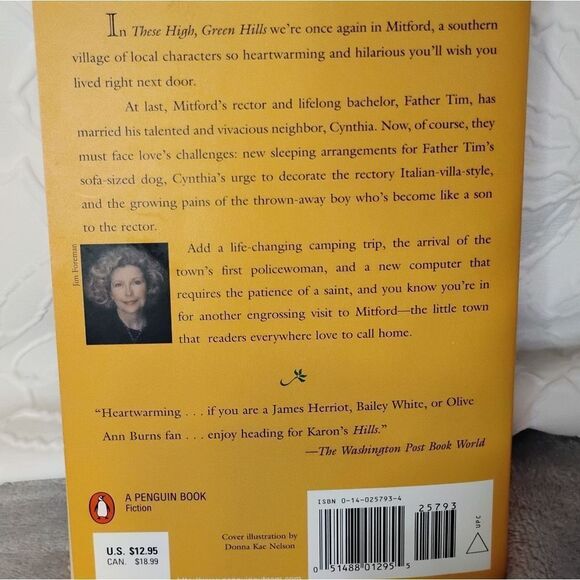 In These High, Green Hills we're once again in Mitford, a southern
village of local characters so heartwarming and hilarious you'll wish you
lived right next door.
At last, Mitford's rector and lifelong bachelor, Father Tim, has
married his talented and vivacious neighbor, Cynthia. Now, of course, they
must face love's challenges: new sleeping arrangements for Father Tim's
sofa-sized dog, Cynthia's urge to decorate the rectory Italian-villa-style,
and the growing pains of the thrown-away boy who's become like a son
to the rector.
Jim Foreman
Add a life-changing camping trip, the arrival of the
town's first policewoman, and a new computer that
requires the patience of a saint, and you know you're in
for another engrossing visit to Mitford—the little town
that readers everywhere love to call home.
"Heartwarming . . . if you are a James Herriot, Bailey White, or Olive
Ann Burns fan . . . enjoy heading for Karon's Hills."
—The Washington Post Book World
A PENGUIN BOOK
Fiction
U.S. $12.95
CAN. $18.99
Cover illustration by
Donna Kae Nelson
ISBN 0-14-025793-4
25793
0 51488 01295 5
UPC